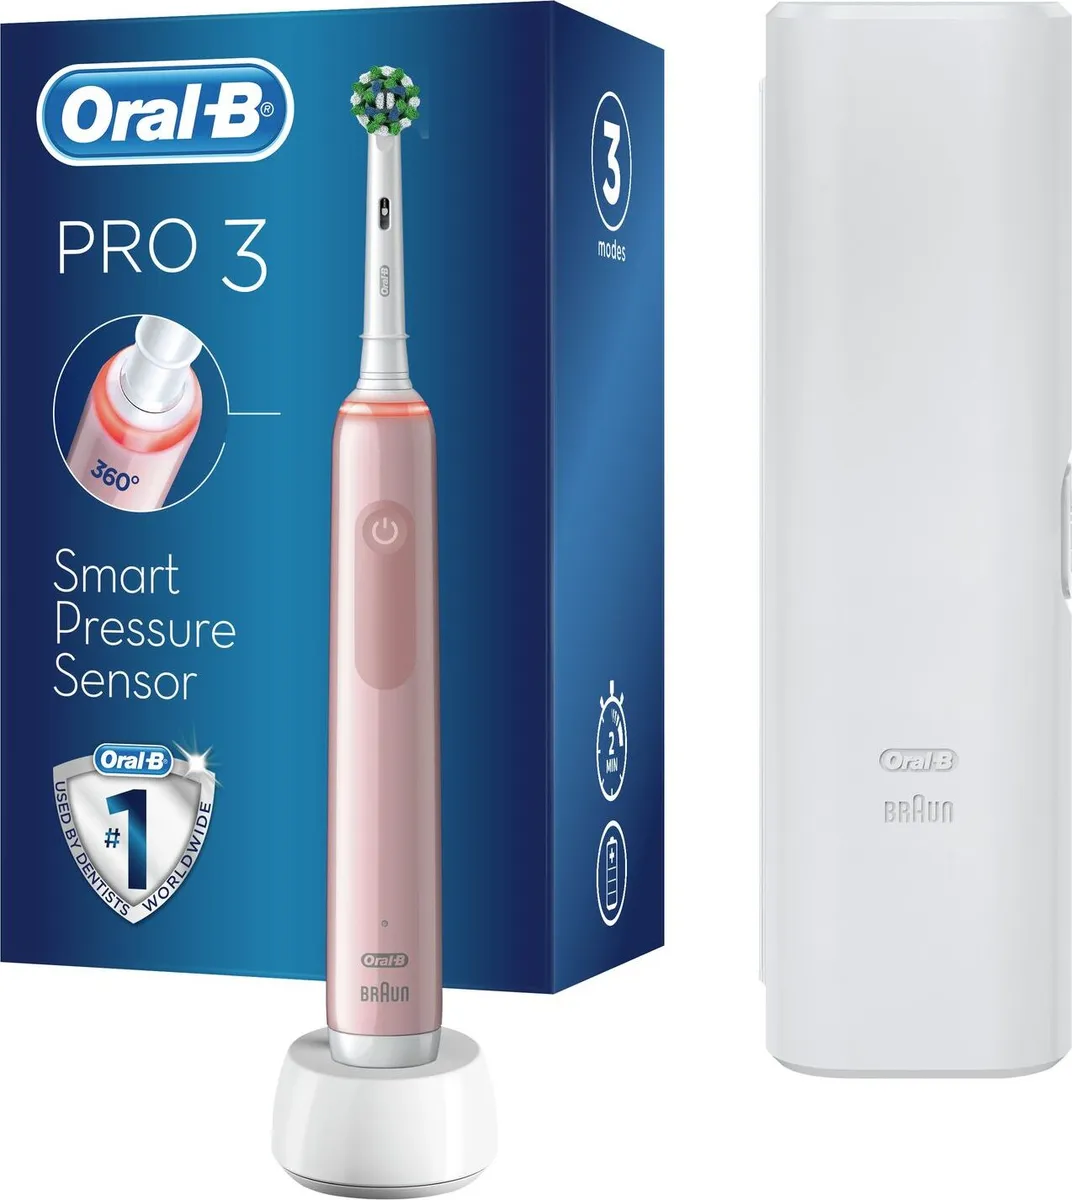 Oral-B®
PRO 3
360°
Smart
Pressure
Sensor
Oral-B
#1
USED BY DENTISTS WORLDWIDE
3
modes
2
MIN
Oral-B
Oral-B
BRAUN
Oral-B
BRAUN